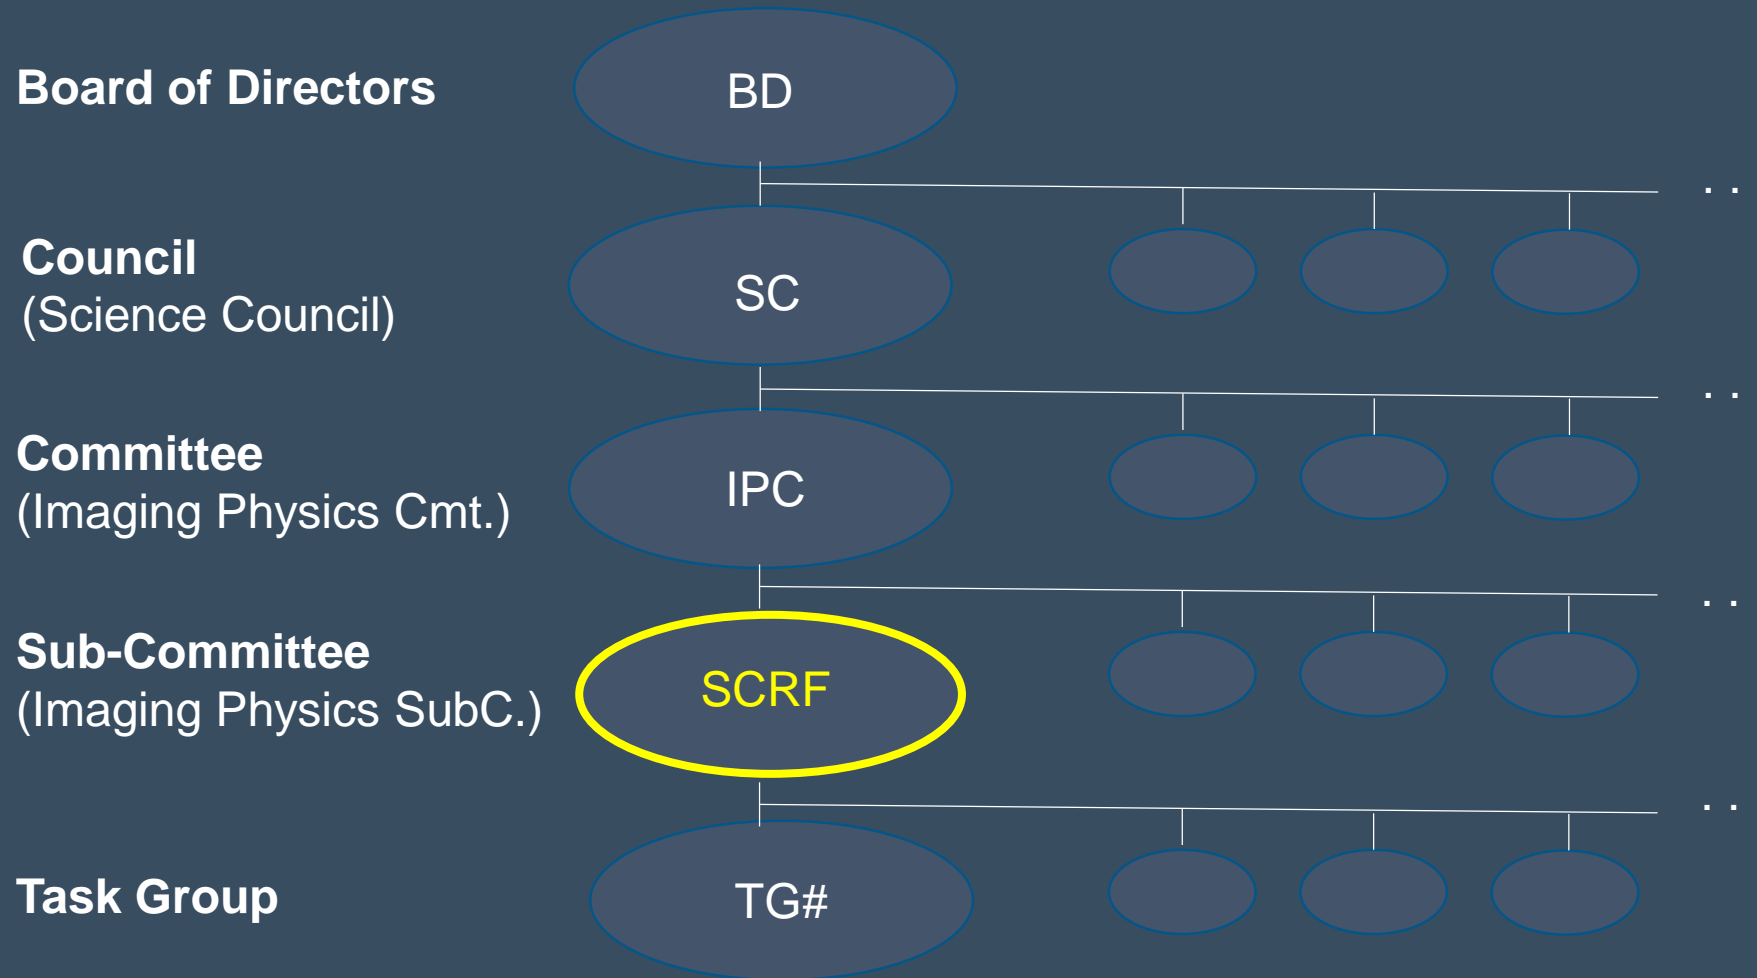 Board of Directors
BD
. .
Council
(Science Council)
SC
. .
Committee
(Imaging Physics Cmt.)
IPC
. .
Sub-Committee
(Imaging Physics SubC.)
SCRF
. .
Task Group
TG#